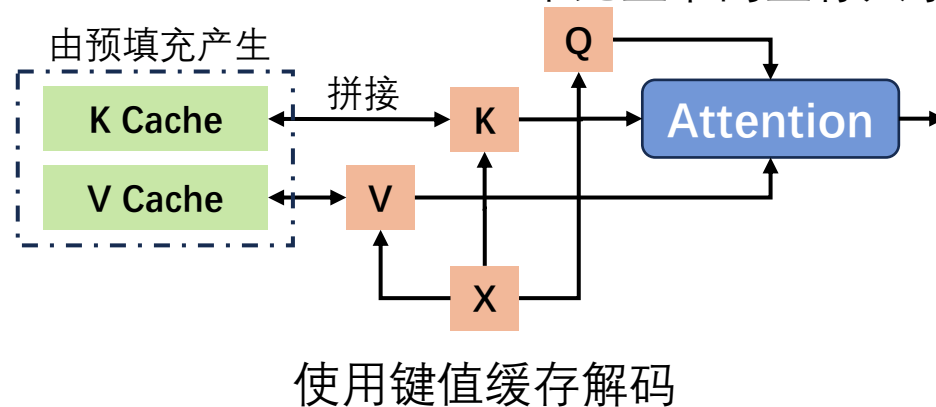 由预填充产生
Q
拼接
K Cache
K
Attention
V Cache
V
X
使用键值缓存解码